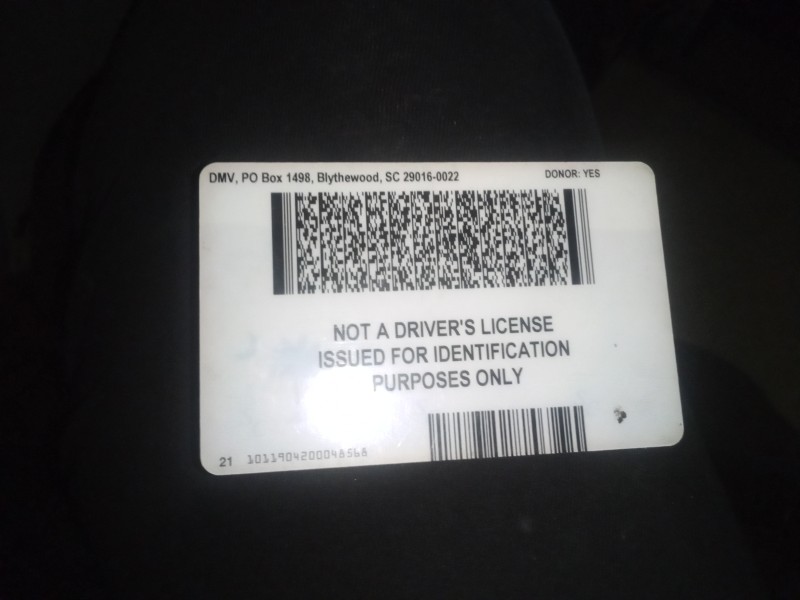 DMV, PO Box 1498, Blythewood, SC 29016-0022 DONOR: YES
NOT A DRIVER'S LICENSE
ISSUED FOR IDENTIFICATION
PURPOSES ONLY
21 1011904200048568